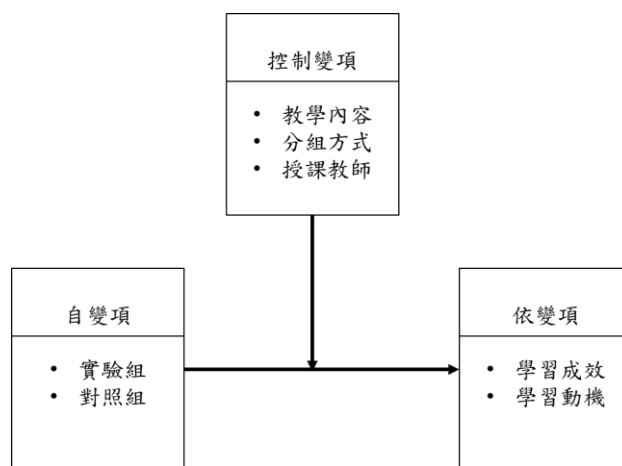 控制變項
• 教學內容
• 分組方式
• 授課教師
自變項
• 實驗組
• 對照組
依變項
• 學習成效
• 學習動機